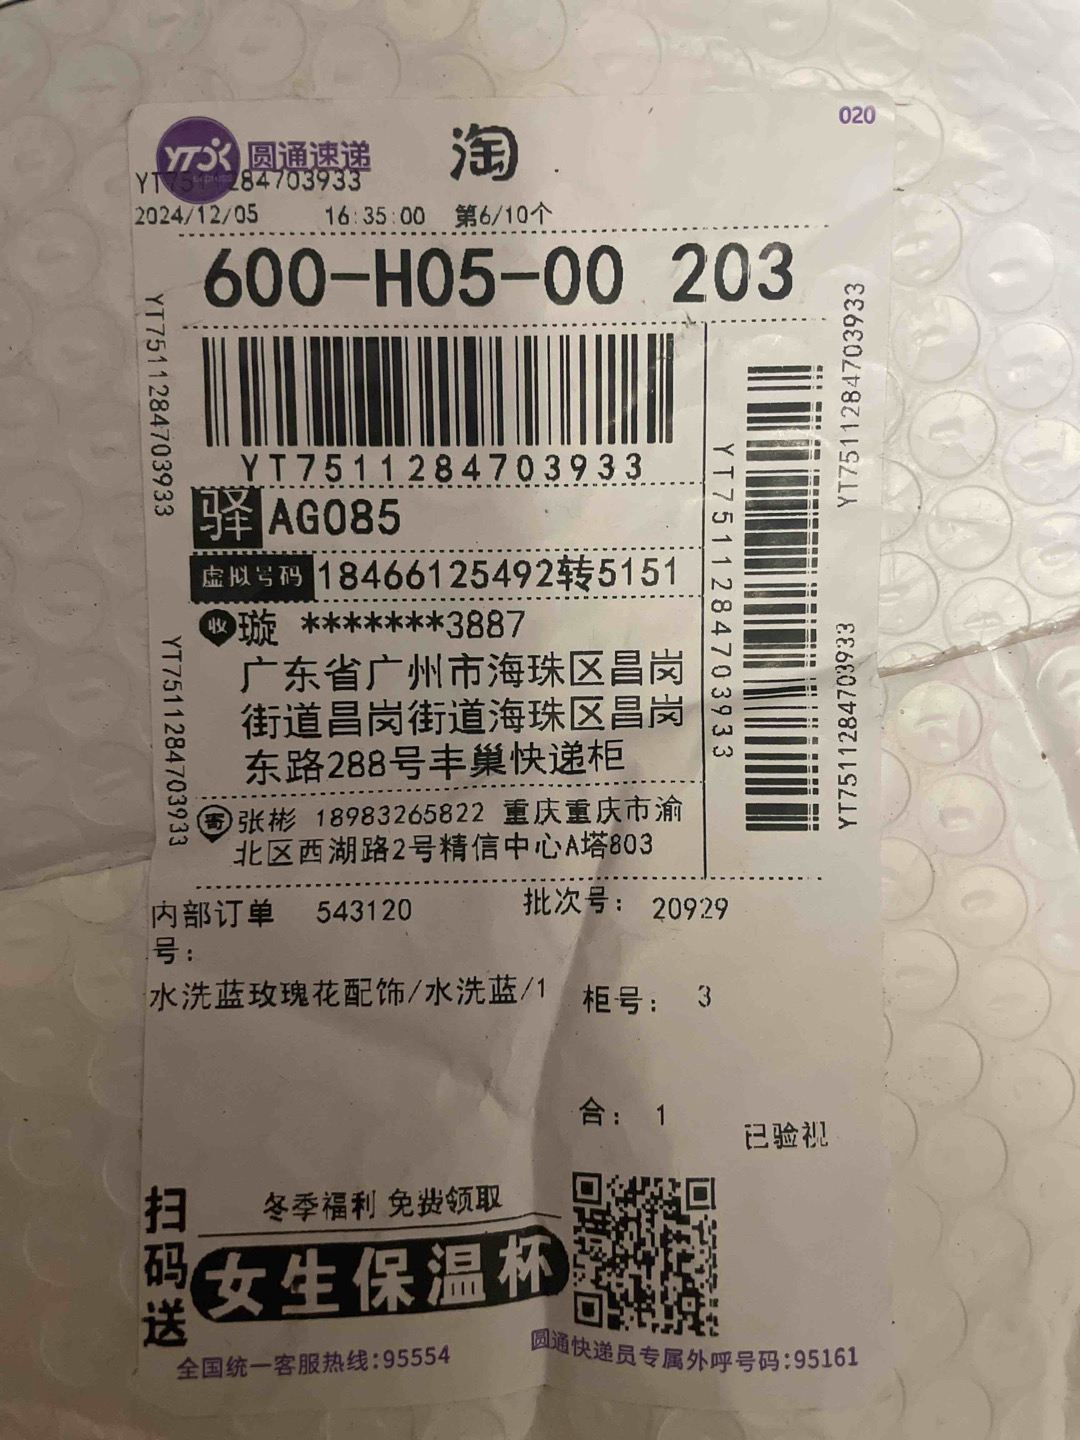 020
圆通速递
淘
YT7511284703933
2024/12/05 16:35:00 第6/10个
600-H05-00 203
YT7511284703933
YT7511284703933
YT7511284703933
YT7511284703933
YT7511284703933
YT7511284703933
驿 AG085
虚拟号码 18466125492转5151
收 璇 *******3887
广东省广州市海珠区昌岗
街道昌岗街道海珠区昌岗
东路288号丰巢快递柜
寄 张彬 18983265822 重庆重庆市渝
北区西湖路2号精信中心A塔803
内部订单 543120 批次号: 20929
号:
水洗蓝玫瑰花配饰/水洗蓝/1 柜号: 3
合: 1
已验视
扫码送
冬季福利 免费领取
女生保温杯
全国统一客服热线:95554
圆通快递员专属外呼号码:95161